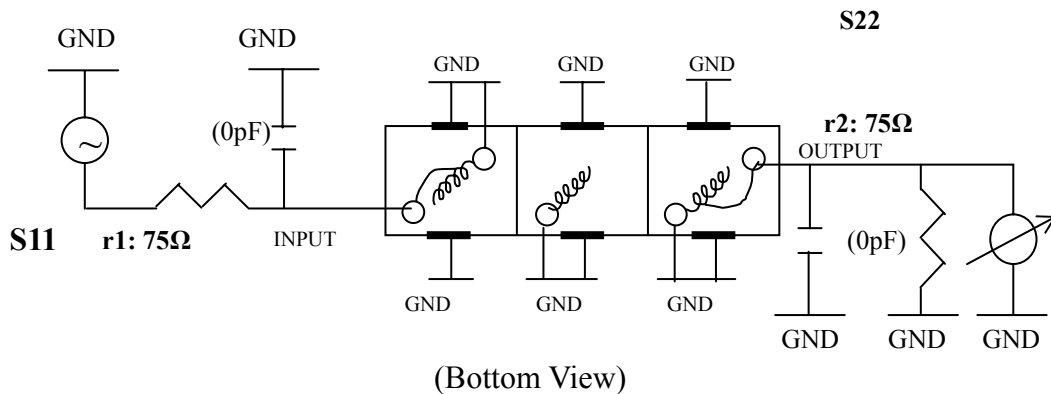 S22
GND
GND
GND
GND
GND
(0pF)
r2: 75Ω
OUTPUT
S11
r1: 75Ω
INPUT
(0pF)
GND
GND
GND
GND
GND
GND
(Bottom View)